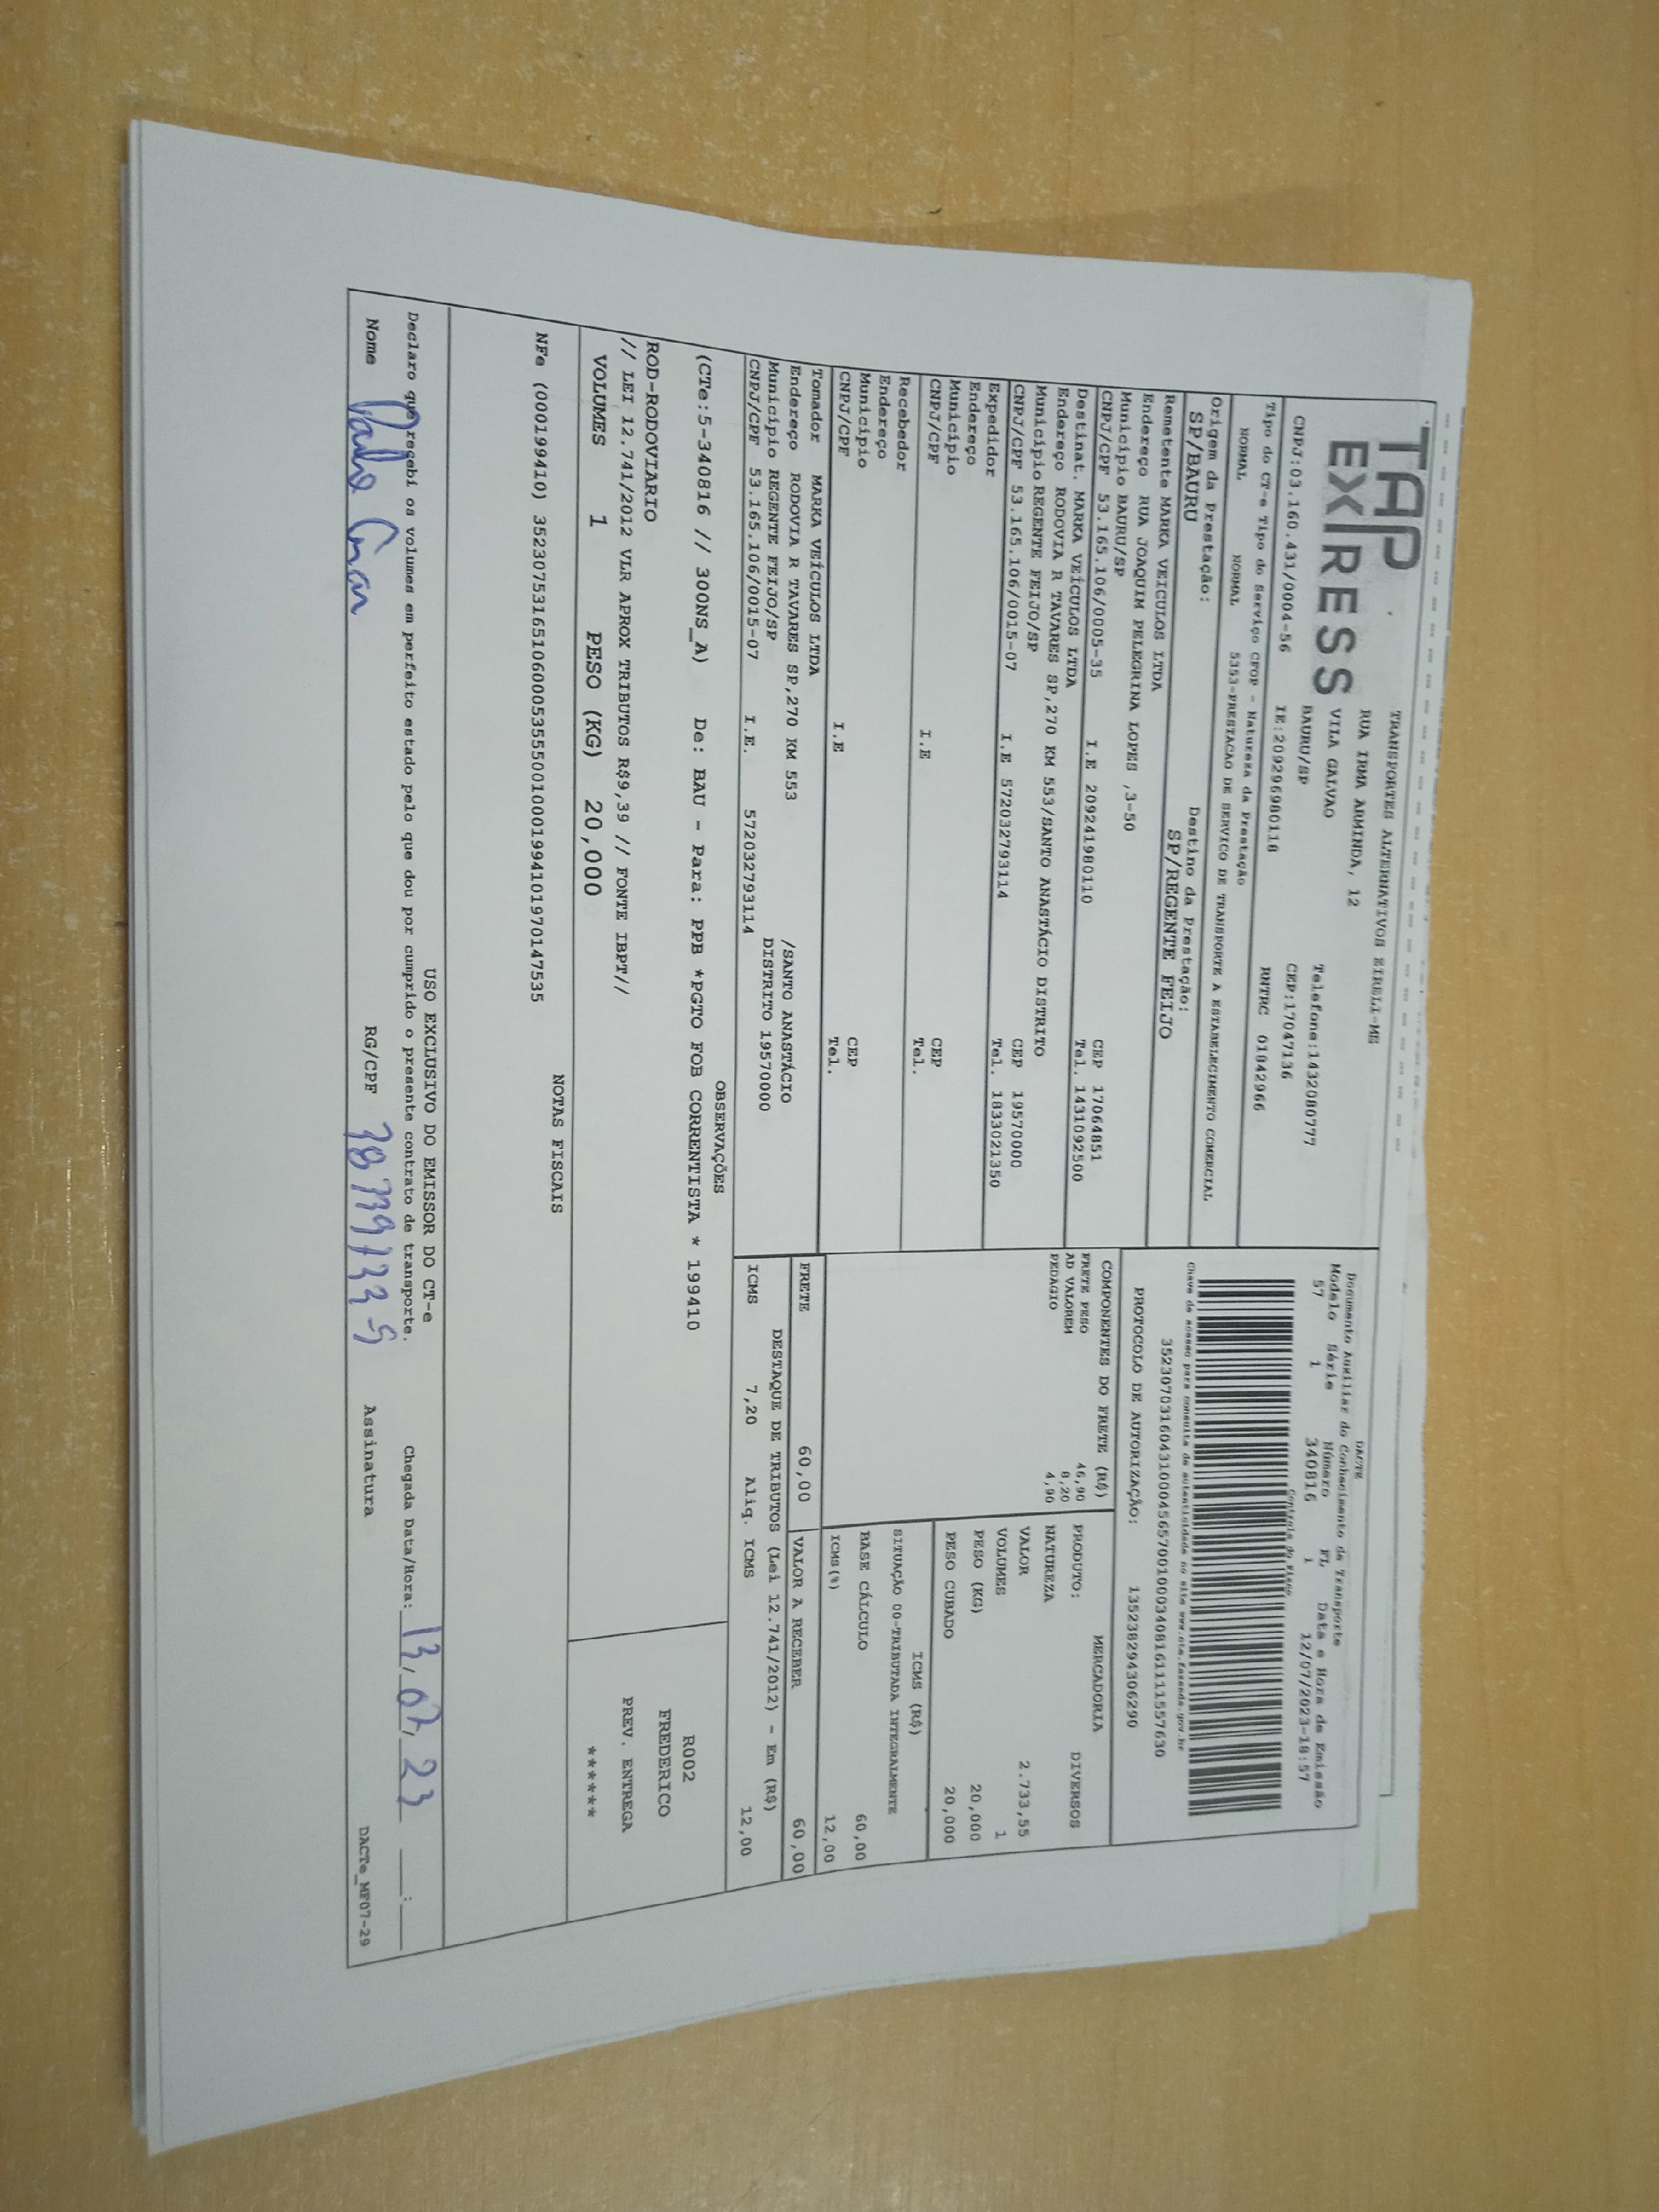 TAP
EXPRESS
TRANSPORTES ALTERNATIVOS EIRELI-ME
RUA IRMA ARMINDA, 12
VILA GALVAO Telefone:1432080777
BAURU/SP CEP:17047136
CNPJ:03.160.431/0004-56 IE:209296980118 RNTRC 01842966
Tipo do CT-e Tipo do Serviço CFOP - Natureza da Prestação
NORMAL NORMAL 5353-PRESTACAO DE SERVICO DE TRANSPORTE A ESTABELECIMENTO COMERCIAL
Origem da Prestação: Destino da Prestação:
SP/BAURU SP/REGENTE FEIJO
Remetente MARKA VEICULOS LTDA
Endereço RUA JOAQUIM PELEGRINA LOPES ,3-50
Município BAURU/SP CEP 17064851
CNPJ/CPF 53.165.106/0005-35 I.E 209241980110 Tel. 1431092500
Destinat. MARKA VEÍCULOS LTDA
Endereço RODOVIA R TAVARES SP,270 KM 553/SANTO ANASTÁCIO DISTRITO
Município REGENTE FEIJO/SP CEP 19570000
CNPJ/CPF 53.165.106/0015-07 I.E 572032793114 Tel. 1833021350
Expedidor
Endereço
Município CEP
CNPJ/CPF I.E Tel.
Recebedor
Endereço
Município CEP
CNPJ/CPF I.E Tel.
Tomador MARKA VEÍCULOS LTDA
Endereço RODOVIA R TAVARES SP,270 KM 553 /SANTO ANASTÁCIO
Município REGENTE FEIJO/SP DISTRITO 19570000
CNPJ/CPF 53.165.106/0015-07 I.E. 572032793114
DACTE
Documento Auxiliar do Conhecimento de Transporte
Modelo Série Número FL Data e Hora de Emissão
57 1 340816 1 12/07/2023-18:57
Controle do Fisco
Chave de acesso para consulta de autenticidade no site www.cte.fazenda.gov.br
35230703160431000456570010003408161111557630
PROTOCOLO DE AUTORIZAÇÃO: 135238294306290
COMPONENTES DO FRETE (R$)
FRETE PESO 46,90
AD VALOREM 8,20
PEDAGIO 4,90
MERCADORIA
PRODUTO: DIVERSOS
NATUREZA
VALOR 2.733,55
VOLUMES 1
PESO (KG) 20,000
PESO CUBADO 20,000
ICMS (R$)
SITUAÇÃO 00-TRIBUTADA INTEGRALMENTE
BASE CÁLCULO 60,00
ICMS(%) 12,00
FRETE 60,00 VALOR A RECEBER 60,00
DESTAQUE DE TRIBUTOS (Lei 12.741/2012) - Em (R$)
ICMS 7,20 Aliq. ICMS 12,00
OBSERVAÇÕES
(CTe:5-340816 // 300NS_A) De: BAU - Para: PPB *PGTO FOB CORRENTISTA * 199410
ROD-RODOVIARIO
// LEI 12.741/2012 VLR APROX TRIBUTOS R$9,39 // FONTE IBPT//
VOLUMES 1 PESO (KG) 20,000
R002
FREDERICO
PREV. ENTREGA
******
NOTAS FISCAIS
NFe (000199410) 35230753165106000535550010001994101970147535
USO EXCLUSIVO DO EMISSOR DO CT-e
Declaro que recebi os volumes em perfeito estado pelo que dou por cumprido o presente contrato de transporte. Chegada Data/Hora: 13/07/23 :
Nome RG/CPF Assinatura DACTe_MF07-29